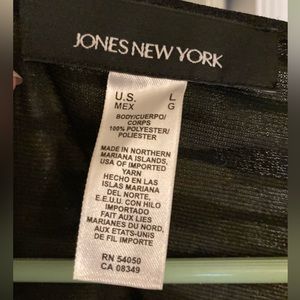 JONES NEW YORK
U.S. L
MEX G
BODY/CUERPO/
CORPS
100% POLYESTER/
POLIESTER
MADE IN NORTHERN
MARIANA ISLANDS,
USA OF IMPORTED
YARN
HECHO EN LAS
ISLAS MARIANA
DEL NORTE,
E.E.U.U. CON HILO
IMPORTADO
FAIT AUX LIES
MARIANES DU NORD,
AUX ETATS-UNIS
DE FIL IMPORTE
RN 54050
CA 08349